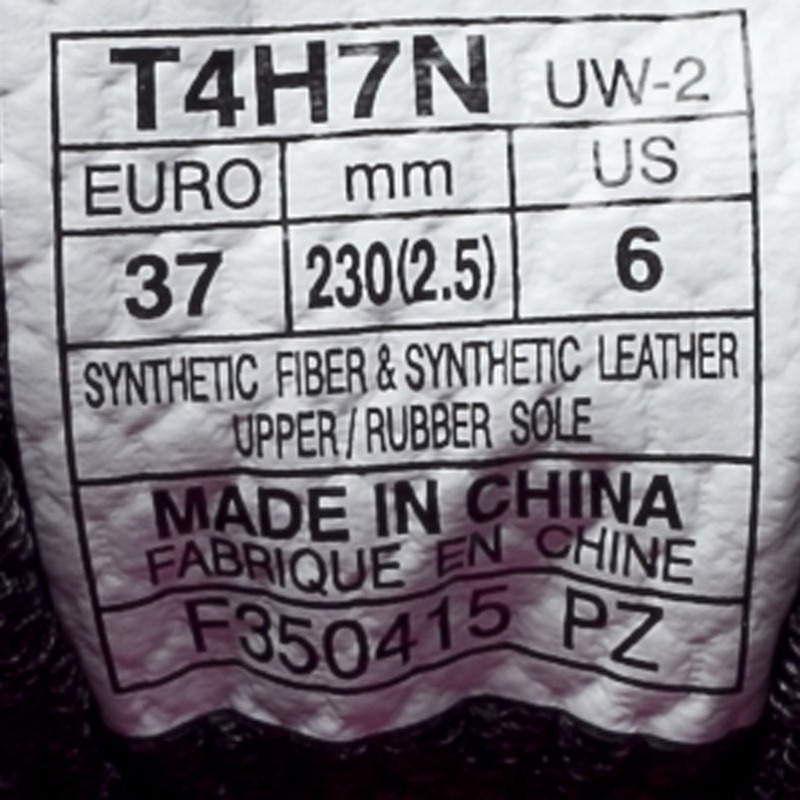 T4H7N UW-2
EURO mm US
37 230(2.5) 6
SYNTHETIC FIBER & SYNTHETIC LEATHER
UPPER / RUBBER SOLE
MADE IN CHINA
FABRIQUE EN CHINE
F350415 PZ